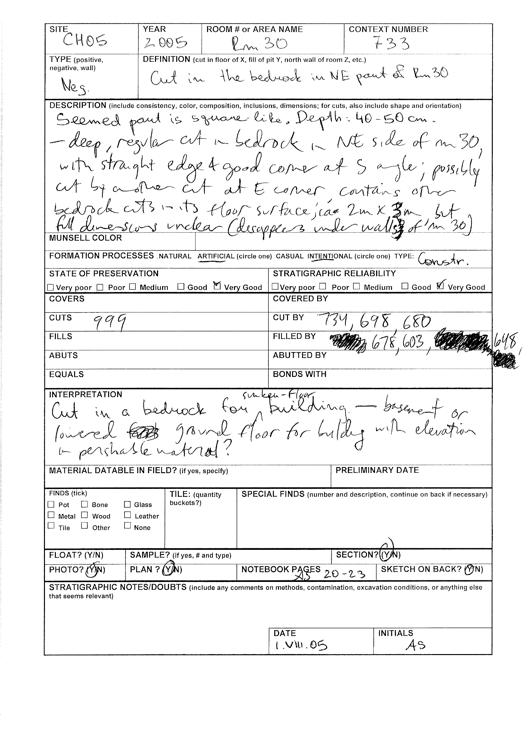 SITE YEAR ROOM # or AREA NAME CONTEXT NUMBER
CH05 2005 Rm 30 733
TYPE (positive, negative, wall) DEFINITION (cut in floor of X, fill of pit Y, north wall of room Z, etc.)
Neg. Cut in the bedrock in NE part of Rm30
DESCRIPTION (include consistency, color, composition, inclusions, dimensions; for cuts, also include shape and orientation)
Seemed part is square like. Depth: 40-50 cm.
- deep, regular cut in bedrock in NE side of rm 30,
with straight edge & good corner at S angle; possibly
cut by another cut at E corner, contains other
bedrock cuts in its floor surface; ca 2m x 3m but
full dimensions unclear (disappears under walls of rm 30)
MUNSELL COLOR
FORMATION PROCESSES NATURAL ARTIFICIAL (circle one) CASUAL INTENTIONAL (circle one) TYPE: Constr.
STATE OF PRESERVATION STRATIGRAPHIC RELIABILITY
Very poor Poor Medium Good Very Good Very poor Poor Medium Good Very Good
COVERS COVERED BY
CUTS 999 CUT BY 734, 698, 680
FILLS FILLED BY 678, 603, 648,
ABUTS ABUTTED BY
EQUALS BONDS WITH
INTERPRETATION sunken-floor
Cut in a bedrock for building — basement or
lowered ground floor for building with elevation
in perishable material?
MATERIAL DATABLE IN FIELD? (if yes, specify) PRELIMINARY DATE
FINDS (tick) TILE: (quantity buckets?) SPECIAL FINDS (number and description, continue on back if necessary)
Pot Bone Glass
Metal Wood Leather
Tile Other None
FLOAT? (Y/N) SAMPLE? (if yes, # and type) SECTION? (Y/N)
PHOTO? (Y/N) PLAN ? (Y/N) NOTEBOOK PAGES AS 20-23 SKETCH ON BACK? (Y/N)
STRATIGRAPHIC NOTES/DOUBTS (include any comments on methods, contamination, excavation conditions, or anything else
that seems relevant)
DATE INITIALS
1.VIII.05 AS